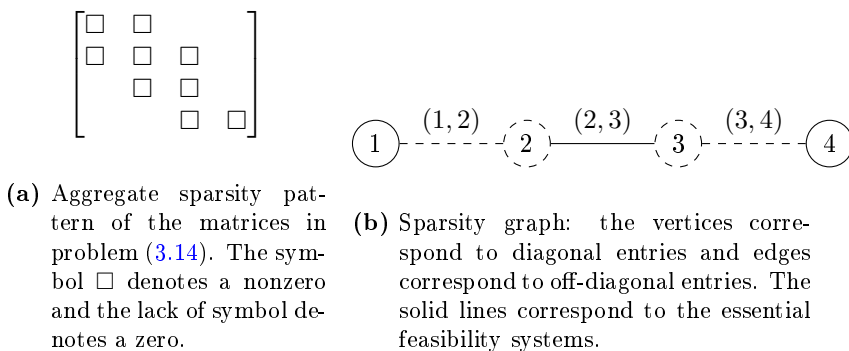 □ □
□ □ □
□ □
□ □
(1, 2) (2, 3) (3, 4)
1 2 3 4
(a) Aggregate sparsity pat-
tern of the matrices in
problem (3.14). The sym-
bol □ denotes a nonzero
and the lack of symbol de-
notes a zero.
(b) Sparsity graph: the vertices corre-
spond to diagonal entries and edges
correspond to off-diagonal entries. The
solid lines correspond to the essential
feasibility systems.